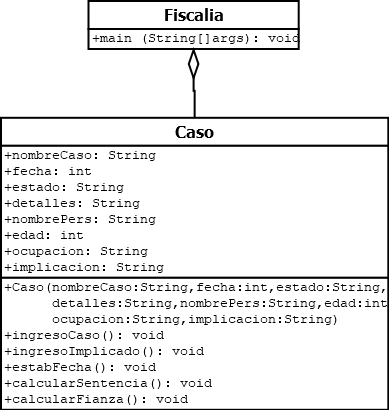 Fiscalia
+main (String[]args): void
Caso
+nombreCaso: String
+fecha: int
+estado: String
+detalles: String
+nombrePers: String
+edad: int
+ocupacion: String
+implicacion: String
+Caso(nombreCaso:String,fecha:int,estado:String,
detalles:String,nombrePers:String,edad:int
ocupacion:String,implicacion:String)
+ingresoCaso(): void
+ingresoImplicado(): void
+estabFecha(): void
+calcularSentencia(): void
+calcularFianza(): void